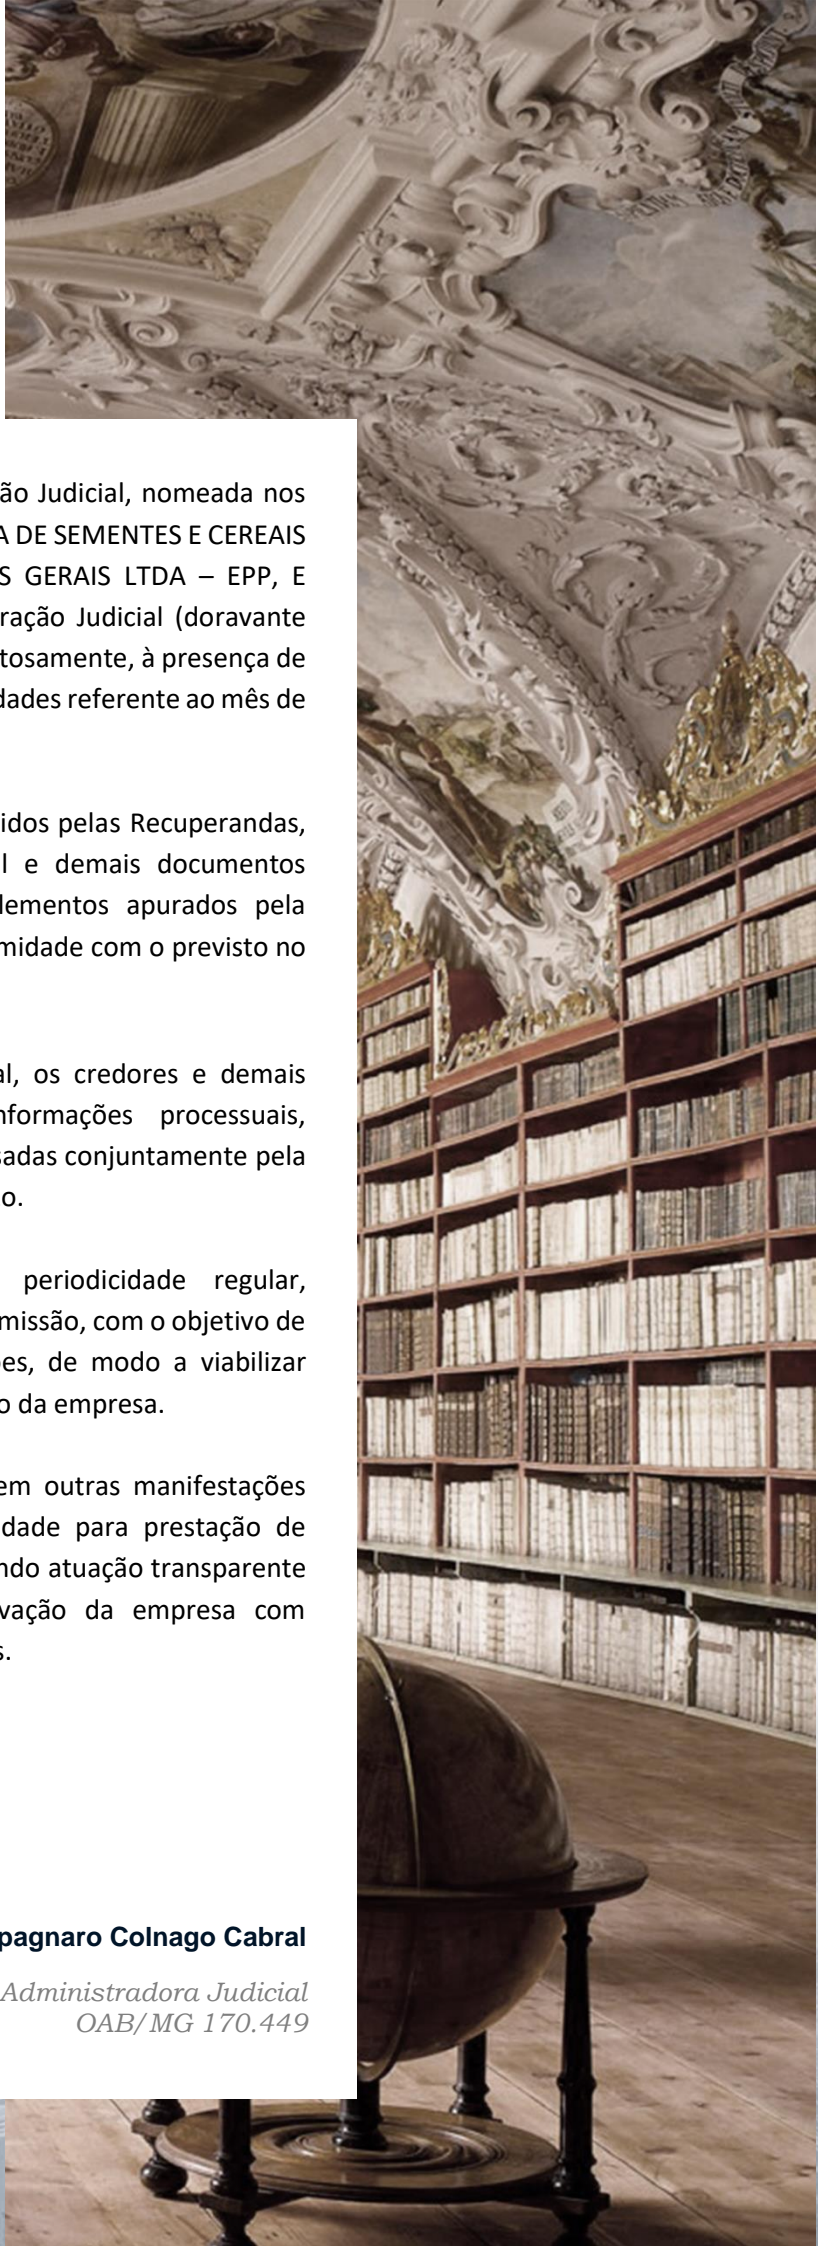 ão Judicial, nomeada nos
A DE SEMENTES E CEREAIS
S GERAIS LTDA – EPP, E
ração Judicial (doravante
tosamente, à presença de
dades referente ao mês de
idos pelas Recuperandas,
l e demais documentos
lementos apurados pela
midade com o previsto no
al, os credores e demais
nformações processuais,
sadas conjuntamente pela
o.
periodicidade regular,
missão, com o objetivo de
ões, de modo a viabilizar
o da empresa.
em outras manifestações
idade para prestação de
ndo atuação transparente
vação da empresa com
s.
pagnaro Colnago Cabral
Administradora Judicial
OAB/MG 170.449